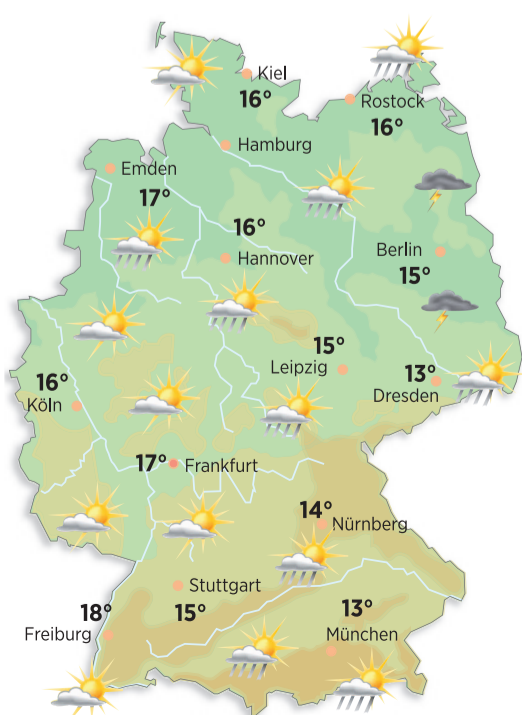 Kiel
16°
Rostock
16°
Hamburg
Emden
17°
16°
Hannover
Berlin
15°
15°
Leipzig
13°
Dresden
16°
Köln
17°
Frankfurt
14°
Nürnberg
Stuttgart
15°
18°
Freiburg
13°
München